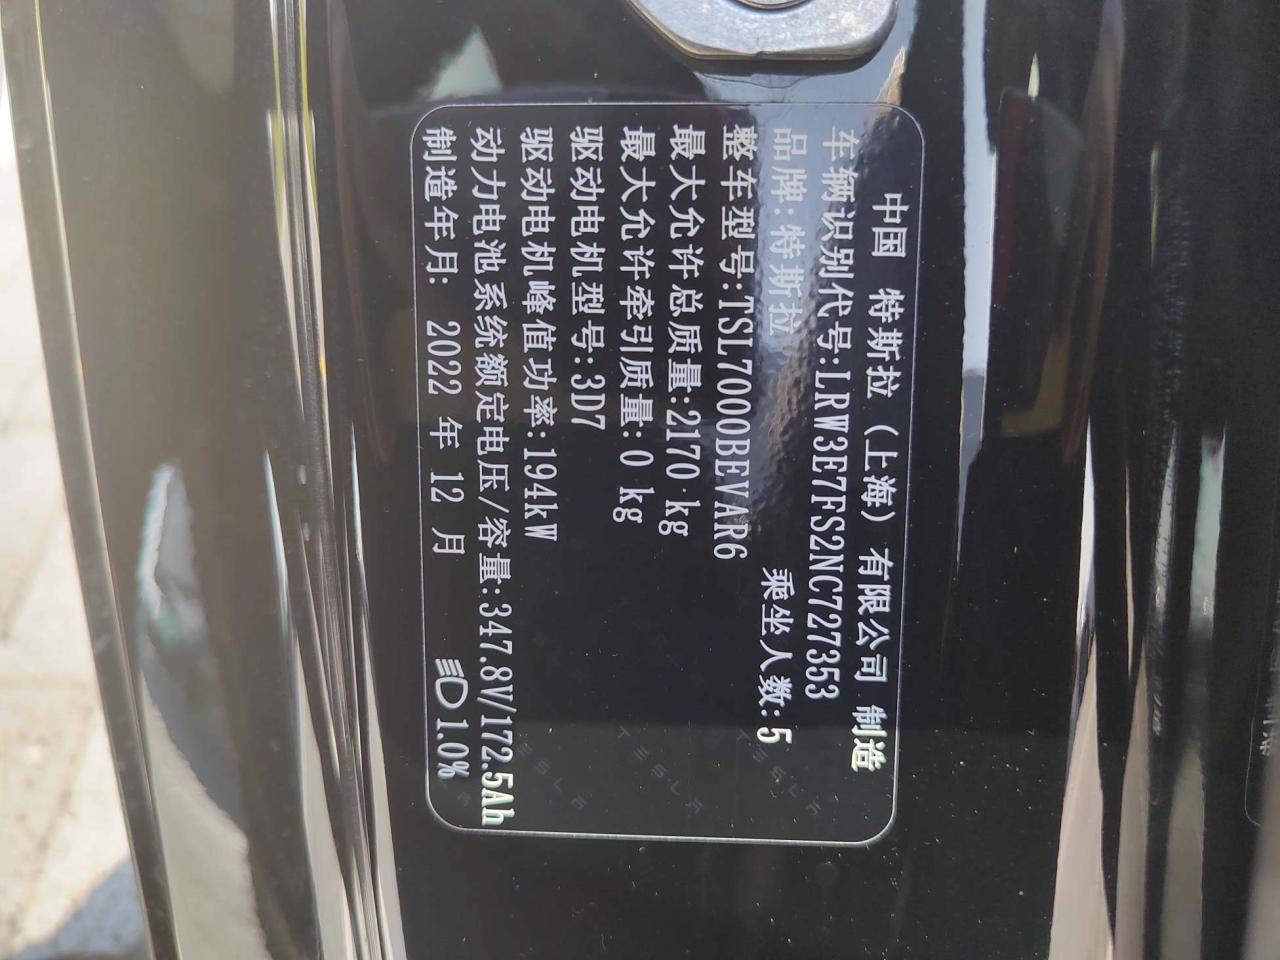 中国 特斯拉（上海）有限公司 制造
车辆识别代号:LRW3E7FS2NC727353
品牌:特斯拉 乘坐人数:5
整车型号:TSL7000BEVAR6
最大允许总质量:2170 kg
最大允许牵引质量:0 kg
驱动电机型号:3D7
驱动电机峰值功率:194kW
动力电池系统额定电压/容量:347.8V/172.5Ah
制造年月: 2022 年 12 月 1.0%
TESLA
TESLA
TESLA